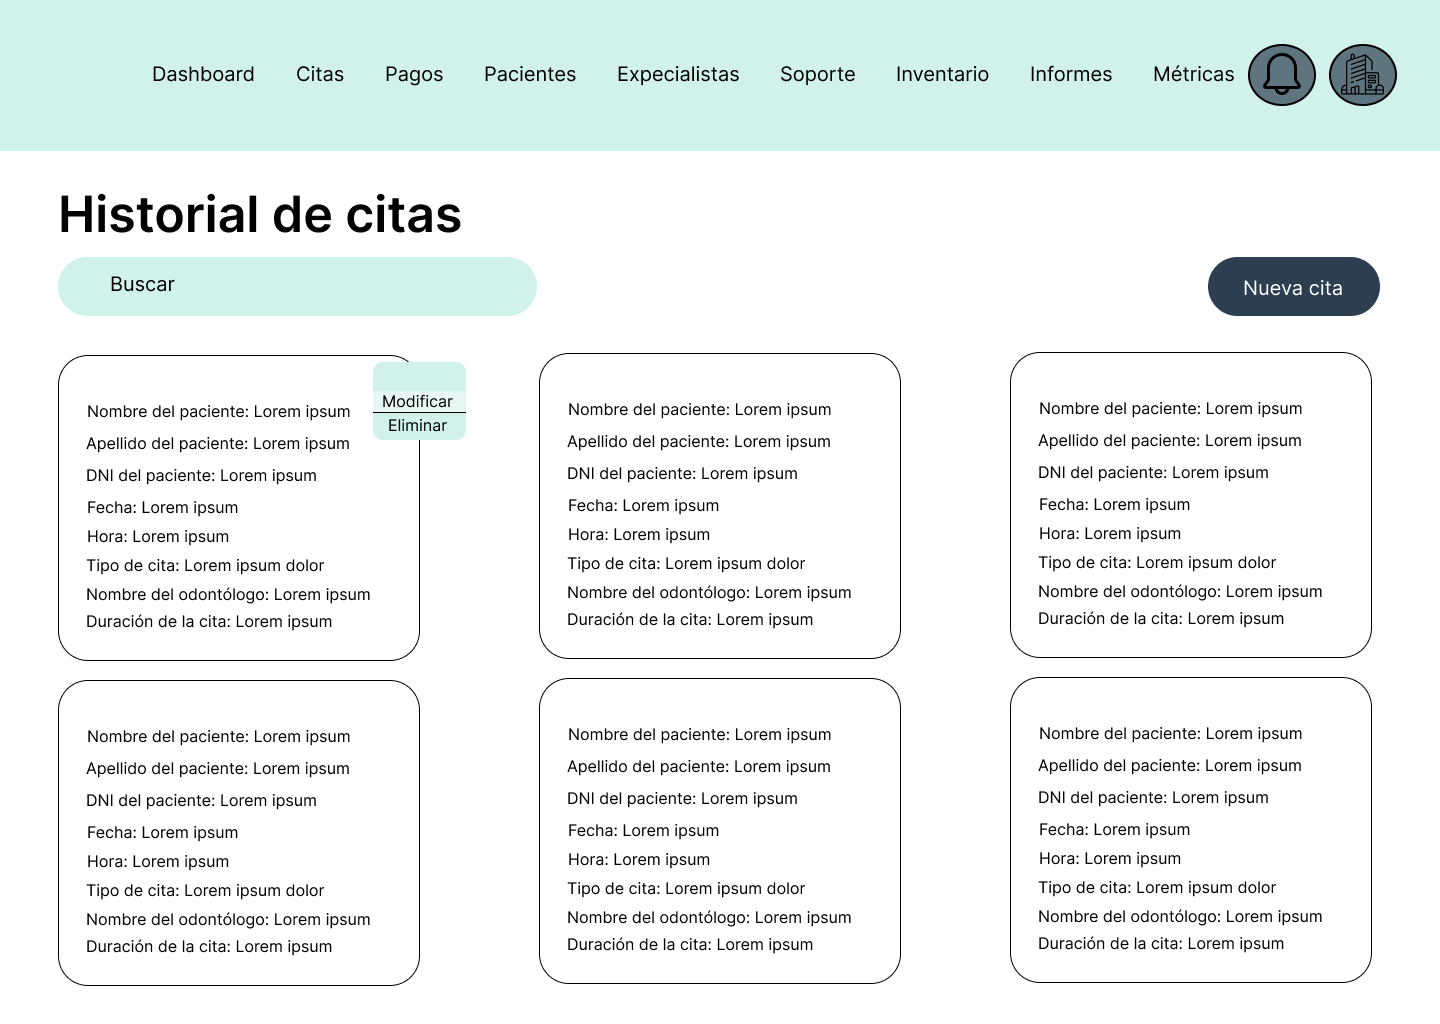 Dashboard Citas Pagos Pacientes Expecialistas Soporte Inventario Informes Métricas
Historial de citas
Buscar
Nueva cita
Nombre del paciente: Lorem ipsum
Apellido del paciente: Lorem ipsum
DNI del paciente: Lorem ipsum
Fecha: Lorem ipsum
Hora: Lorem ipsum
Tipo de cita: Lorem ipsum dolor
Nombre del odontólogo: Lorem ipsum
Duración de la cita: Lorem ipsum
Modificar
Eliminar
Nombre del paciente: Lorem ipsum
Apellido del paciente: Lorem ipsum
DNI del paciente: Lorem ipsum
Fecha: Lorem ipsum
Hora: Lorem ipsum
Tipo de cita: Lorem ipsum dolor
Nombre del odontólogo: Lorem ipsum
Duración de la cita: Lorem ipsum
Nombre del paciente: Lorem ipsum
Apellido del paciente: Lorem ipsum
DNI del paciente: Lorem ipsum
Fecha: Lorem ipsum
Hora: Lorem ipsum
Tipo de cita: Lorem ipsum dolor
Nombre del odontólogo: Lorem ipsum
Duración de la cita: Lorem ipsum
Nombre del paciente: Lorem ipsum
Apellido del paciente: Lorem ipsum
DNI del paciente: Lorem ipsum
Fecha: Lorem ipsum
Hora: Lorem ipsum
Tipo de cita: Lorem ipsum dolor
Nombre del odontólogo: Lorem ipsum
Duración de la cita: Lorem ipsum
Nombre del paciente: Lorem ipsum
Apellido del paciente: Lorem ipsum
DNI del paciente: Lorem ipsum
Fecha: Lorem ipsum
Hora: Lorem ipsum
Tipo de cita: Lorem ipsum dolor
Nombre del odontólogo: Lorem ipsum
Duración de la cita: Lorem ipsum
Nombre del paciente: Lorem ipsum
Apellido del paciente: Lorem ipsum
DNI del paciente: Lorem ipsum
Fecha: Lorem ipsum
Hora: Lorem ipsum
Tipo de cita: Lorem ipsum dolor
Nombre del odontólogo: Lorem ipsum
Duración de la cita: Lorem ipsum